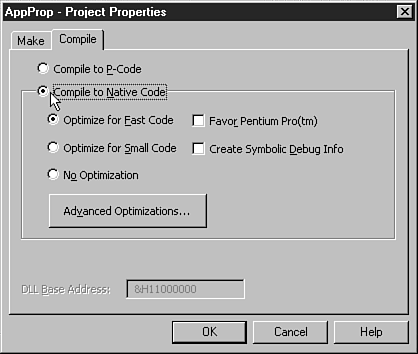 AppProp - Project Properties
Make Compile
Compile to P-Code
Compile to Native Code
Optimize for Fast Code Favor Pentium Pro(tm)
Optimize for Small Code Create Symbolic Debug Info
No Optimization
Advanced Optimizations...
DLL Base Address: &H11000000
OK Cancel Help